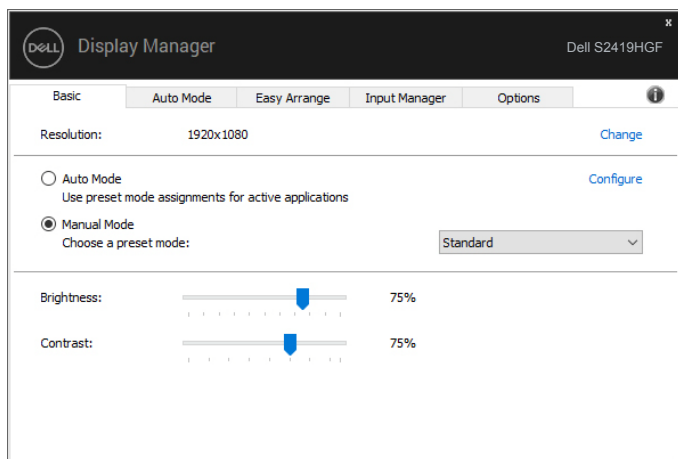 x
DELL Display Manager Dell S2419HGF
Basic Auto Mode Easy Arrange Input Manager Options i
Resolution: 1920x1080 Change
Auto Mode Configure
Use preset mode assignments for active applications
Manual Mode
Choose a preset mode: Standard
Brightness: 75%
Contrast: 75%